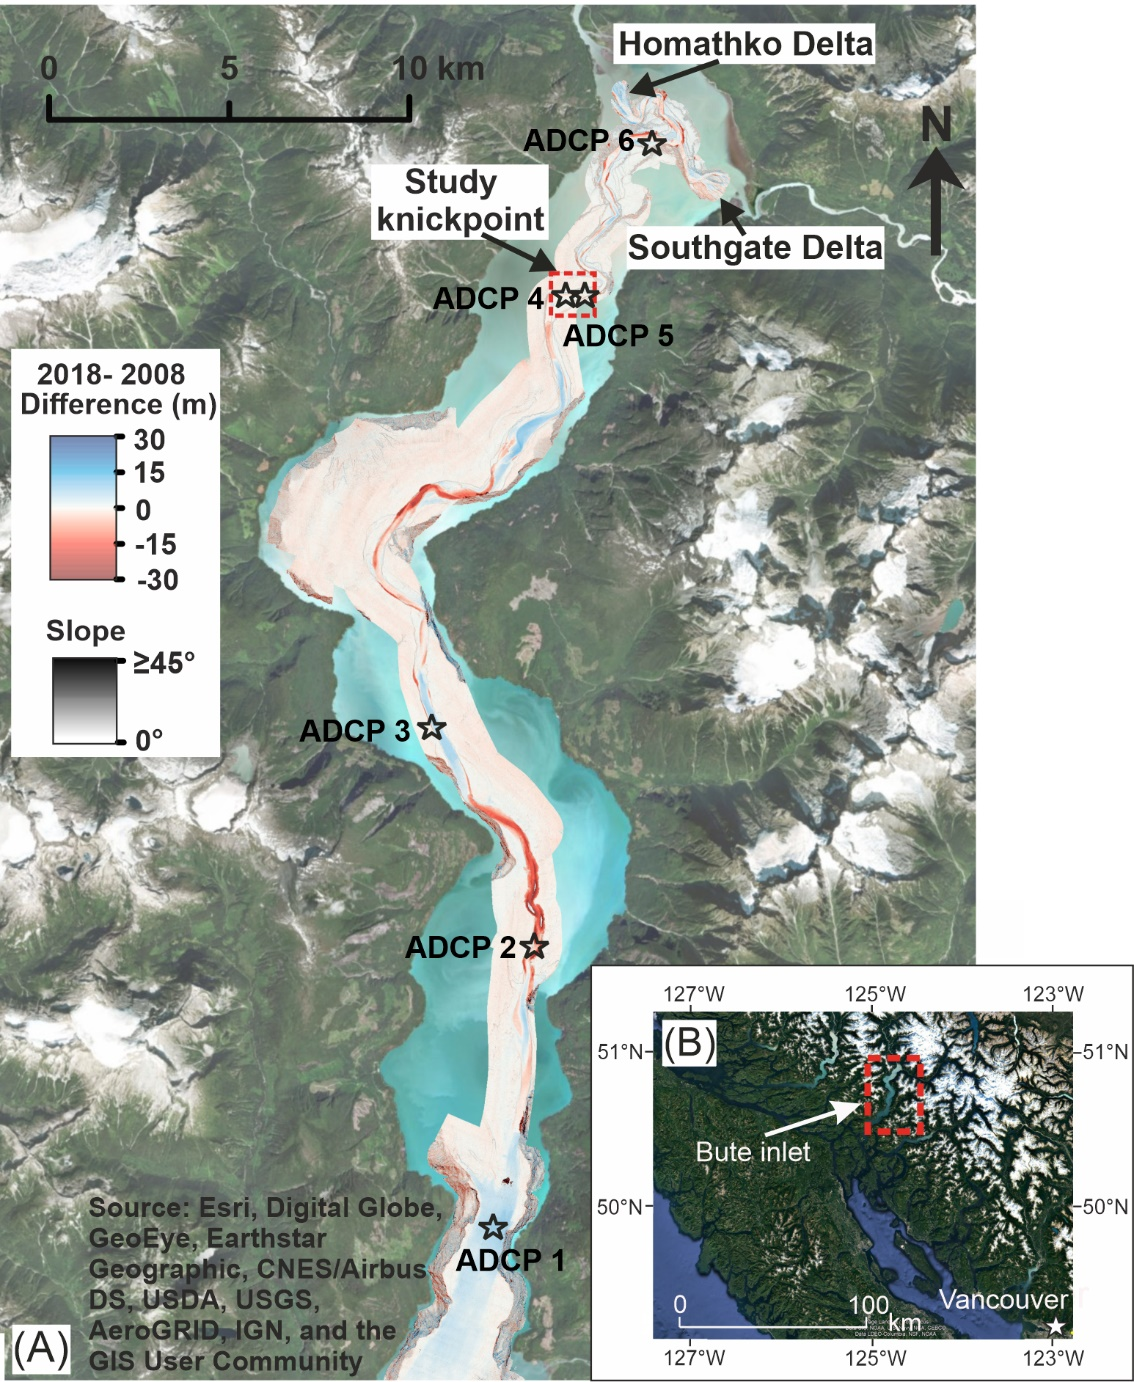 Homathko Delta
0 5 10 km
ADCP 6
N
Study
knickpoint
Southgate Delta
ADCP 4
ADCP 5
2018- 2008
Difference (m)
30
15
0
-15
-30
Slope
≥45°
0°
ADCP 3
ADCP 2
ADCP 1
Source: Esri, Digital Globe,
GeoEye, Earthstar
Geographic, CNES/Airbus
DS, USDA, USGS,
AeroGRID, IGN, and the
GIS User Community
(A)
127°W 125°W 123°W
(B)
51°N 51°N
Bute inlet
50°N 50°N
Vancouver
0 100 km
127°W 125°W 123°W